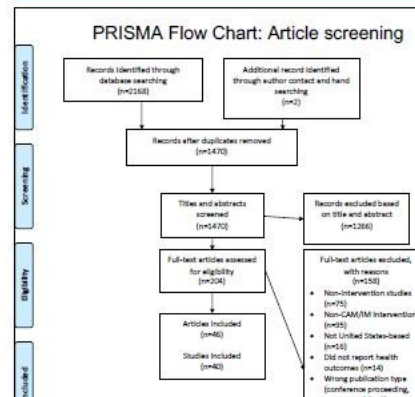 PRISMA Flow Chart: Article screening
Identification
Records identified through
database searching
(n=2168)
Additional record identified
through author contact and hand
searching
(n=2)
Records after duplicates removed
(n=1470)
Screening
Titles and abstracts
screened
(n=1470)
Records excluded based
on title and abstract
(n=1266)
Eligibility
Full-text articles assessed
for eligibility
(n=204)
Full-text articles excluded,
with reasons
(n=158)
• Non-Intervention studies
(n=75)
• Non-CAM/IM Intervention
(n=35)
• Not United States-based
(n=16)
• Did not report health
outcomes (n=14)
• Wrong publication type
(conference proceeding,
Included
Articles Included
(n=46)
Studies Included
(n=40)